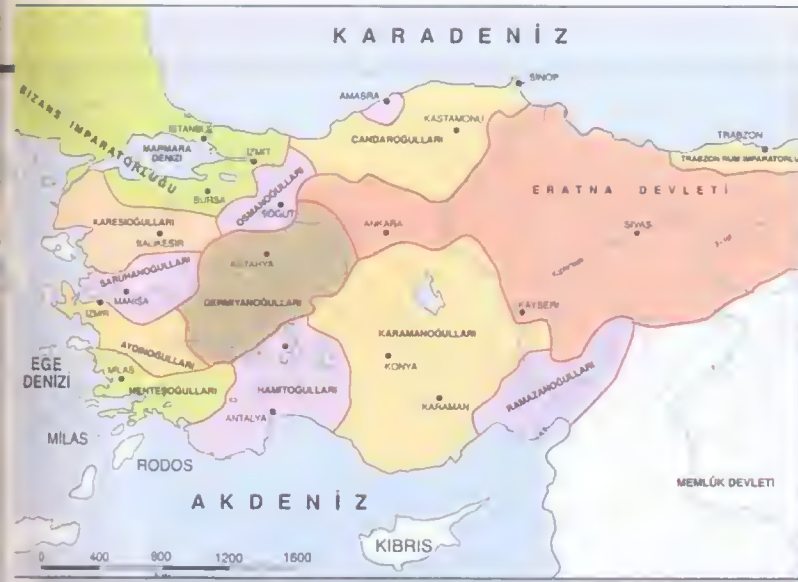 KARADENİZ
SİNOP
AMASRA
KASTAMONU
CANDAROĞULLARI
BİZANS İMPARATORLUĞU
İSTANBUL
MARMARA
DENİZİ
İZMİT
TRABZON
TRABZON RUM İMPARATORLU
BURSA
OSMANOĞULLARI
SÖĞÜT
ERATNA DEVLETİ
KARESİOĞULLARI
BALIKESİR
ANKARA
SİVAS
KÜTAHYA
SARUHANOĞULLARI
MANİSA
İZMİR
GERMİYANOĞULLARI
KAYSERİ
KARAMANOĞULLARI
AYDINOĞULLARI
EGE
DENİZİ
MİLAS
MENTEŞOĞULLARI
HAMİTOĞULLARI
KONYA
RAMAZANOĞULLARI
KARAMAN
ANTALYA
MİLAS
RODOS
MEMLÜK DEVLETİ
AKDENİZ
KIBRIS
0 400 800 1200 1600